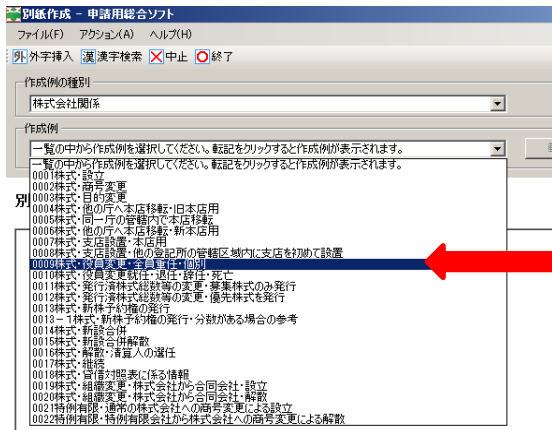 別紙作成 - 申請用総合ソフト
ファイル(F) アクション(A) ヘルプ(H)
外 外字挿入 漢 漢字検索 中止 終了
作成例の種別
株式会社関係
作成例
一覧の中から作成例を選択してください。転記をクリックすると作成例が表示されます。
一覧の中から作成例を選択してください。転記をクリックすると作成例が表示されます。
0001株式・設立
0002株式・商号変更
0003株式・目的変更
別
0004株式・他の庁へ本店移転・旧本店用
0005株式・同一庁の管轄内で本店移転
0006株式・他の庁へ本店移転・新本店用
0007株式・支店設置・本店用
0008株式・支店設置・他の登記所の管轄区域内に支店を初めて設置
0009株式・役員変更・全員重任・個別
0010株式・役員変更就任・退任・辞任・死亡
0011株式・発行済株式総数等の変更・募集株式のみ発行
0012株式・発行済株式総数等の変更・優先株式を発行
0013株式・新株予約権の発行
0013-1株式・新株予約権の発行・分数がある場合の参考
0014株式・新設合併
0015株式・新設合併解散
0016株式・解散・清算人の選任
0017株式・継続
0018株式・貸借対照表に係る情報
0019株式・組織変更・株式会社から合同会社・設立
0020株式・組織変更・株式会社から合同会社・解散
0021特例有限・通常の株式会社への商号変更による設立
0022特例有限・特例有限会社から株式会社への商号変更による解散